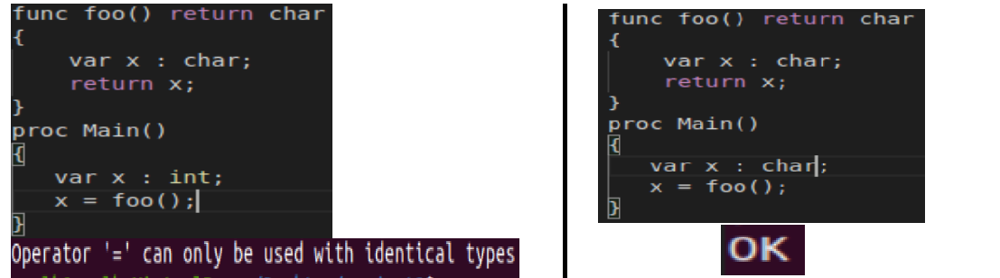 func foo() return char
{
var x : char;
return x;
}
proc Main()
{
var x : int;
x = foo();
}
Operator '=' can only be used with identical types
func foo() return char
{
var x : char;
return x;
}
proc Main()
{
var x : char;
x = foo();
}
OK